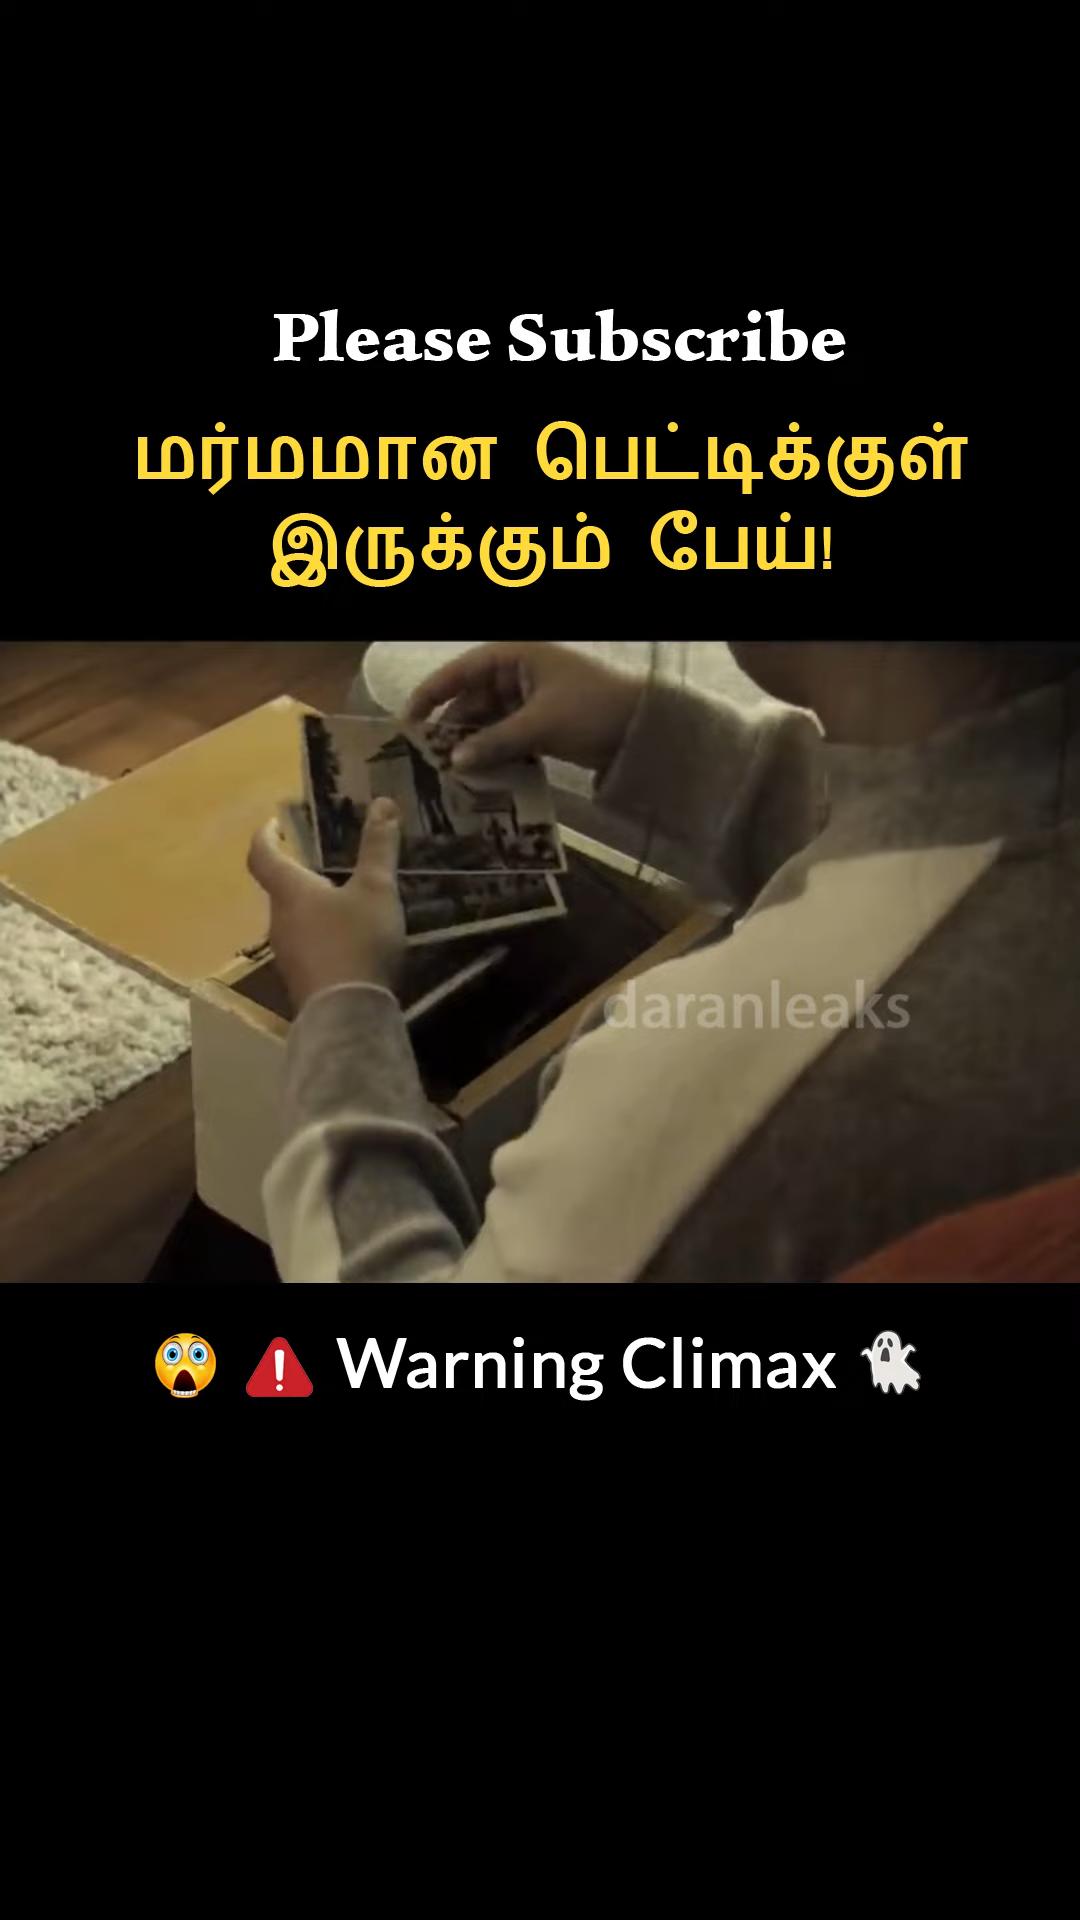 Please Subscribe
மர்மமான பெட்டிக்குள்
இருக்கும் பேய்!
daranleaks
Warning Climax